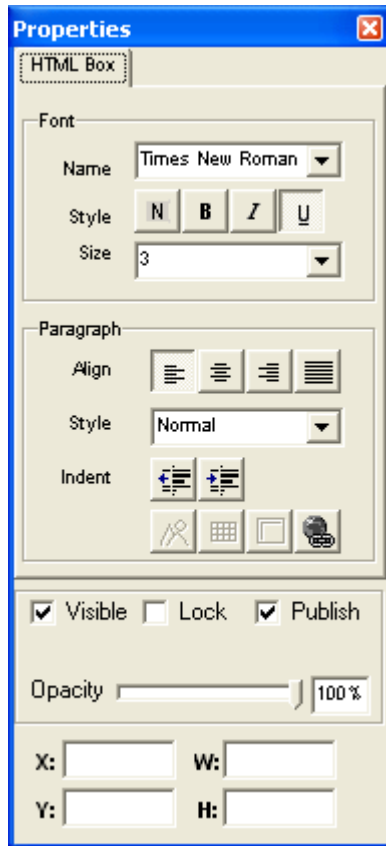 Properties
HTML Box
Font
Name Times New Roman
Style N B I U
Size 3
Paragraph
Align
Style Normal
Indent
Visible Lock Publish
Opacity 100%
X: W:
Y: H: